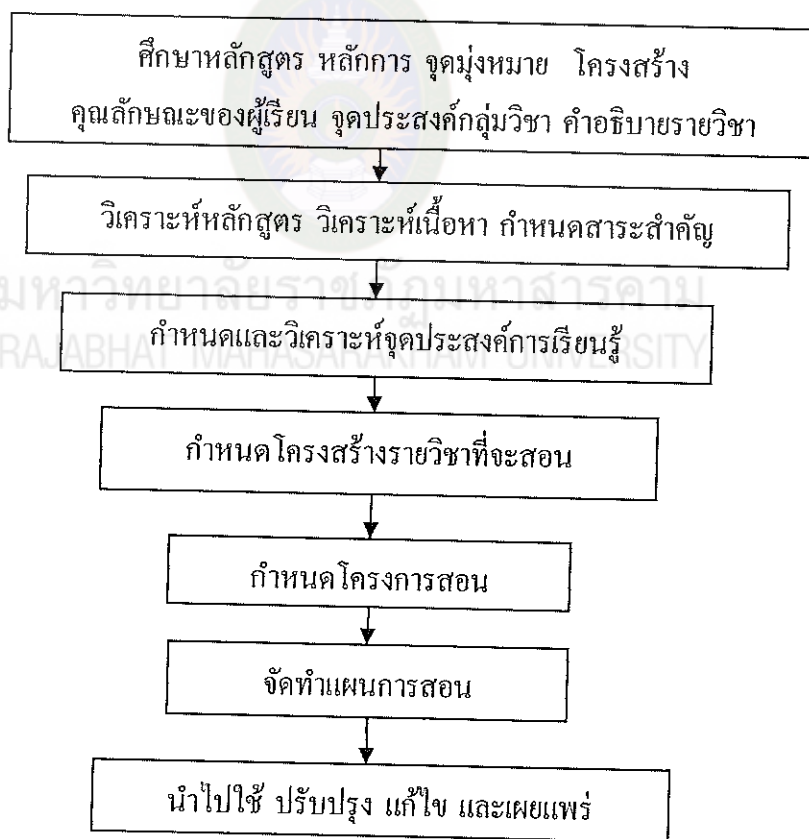 ศึกษาหลักสูตร หลักการ จุดมุ่งหมาย โครงสร้าง
คุณลักษณะของผู้เรียน จุดประสงค์กลุ่มวิชา คำอธิบายรายวิชา
วิเคราะห์หลักสูตร วิเคราะห์เนื้อหา กำหนดสาระสำคัญ
มหาวิทยาลัยราชภัฏมหาสารคาม
กำหนดและวิเคราะห์จุดประสงค์การเรียนรู้
RAJABHAT MAHASARAKHAM UNIVERSITY
กำหนดโครงสร้างรายวิชาที่จะสอน
กำหนดโครงการสอน
จัดทำแผนการสอน
นำไปใช้ ปรับปรุง แก้ไข และเผยแพร่